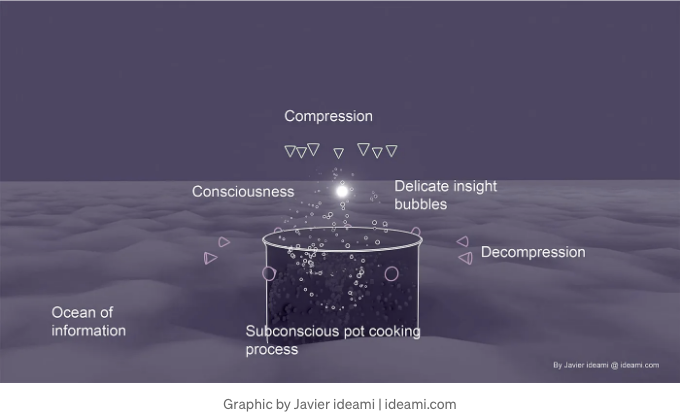 Compression
Consciousness
Delicate insight
bubbles
Decompression
Ocean of
information
Subconscious pot cooking
process
By Javier ideami @ ideami.com
Graphic by Javier ideami | ideami.com